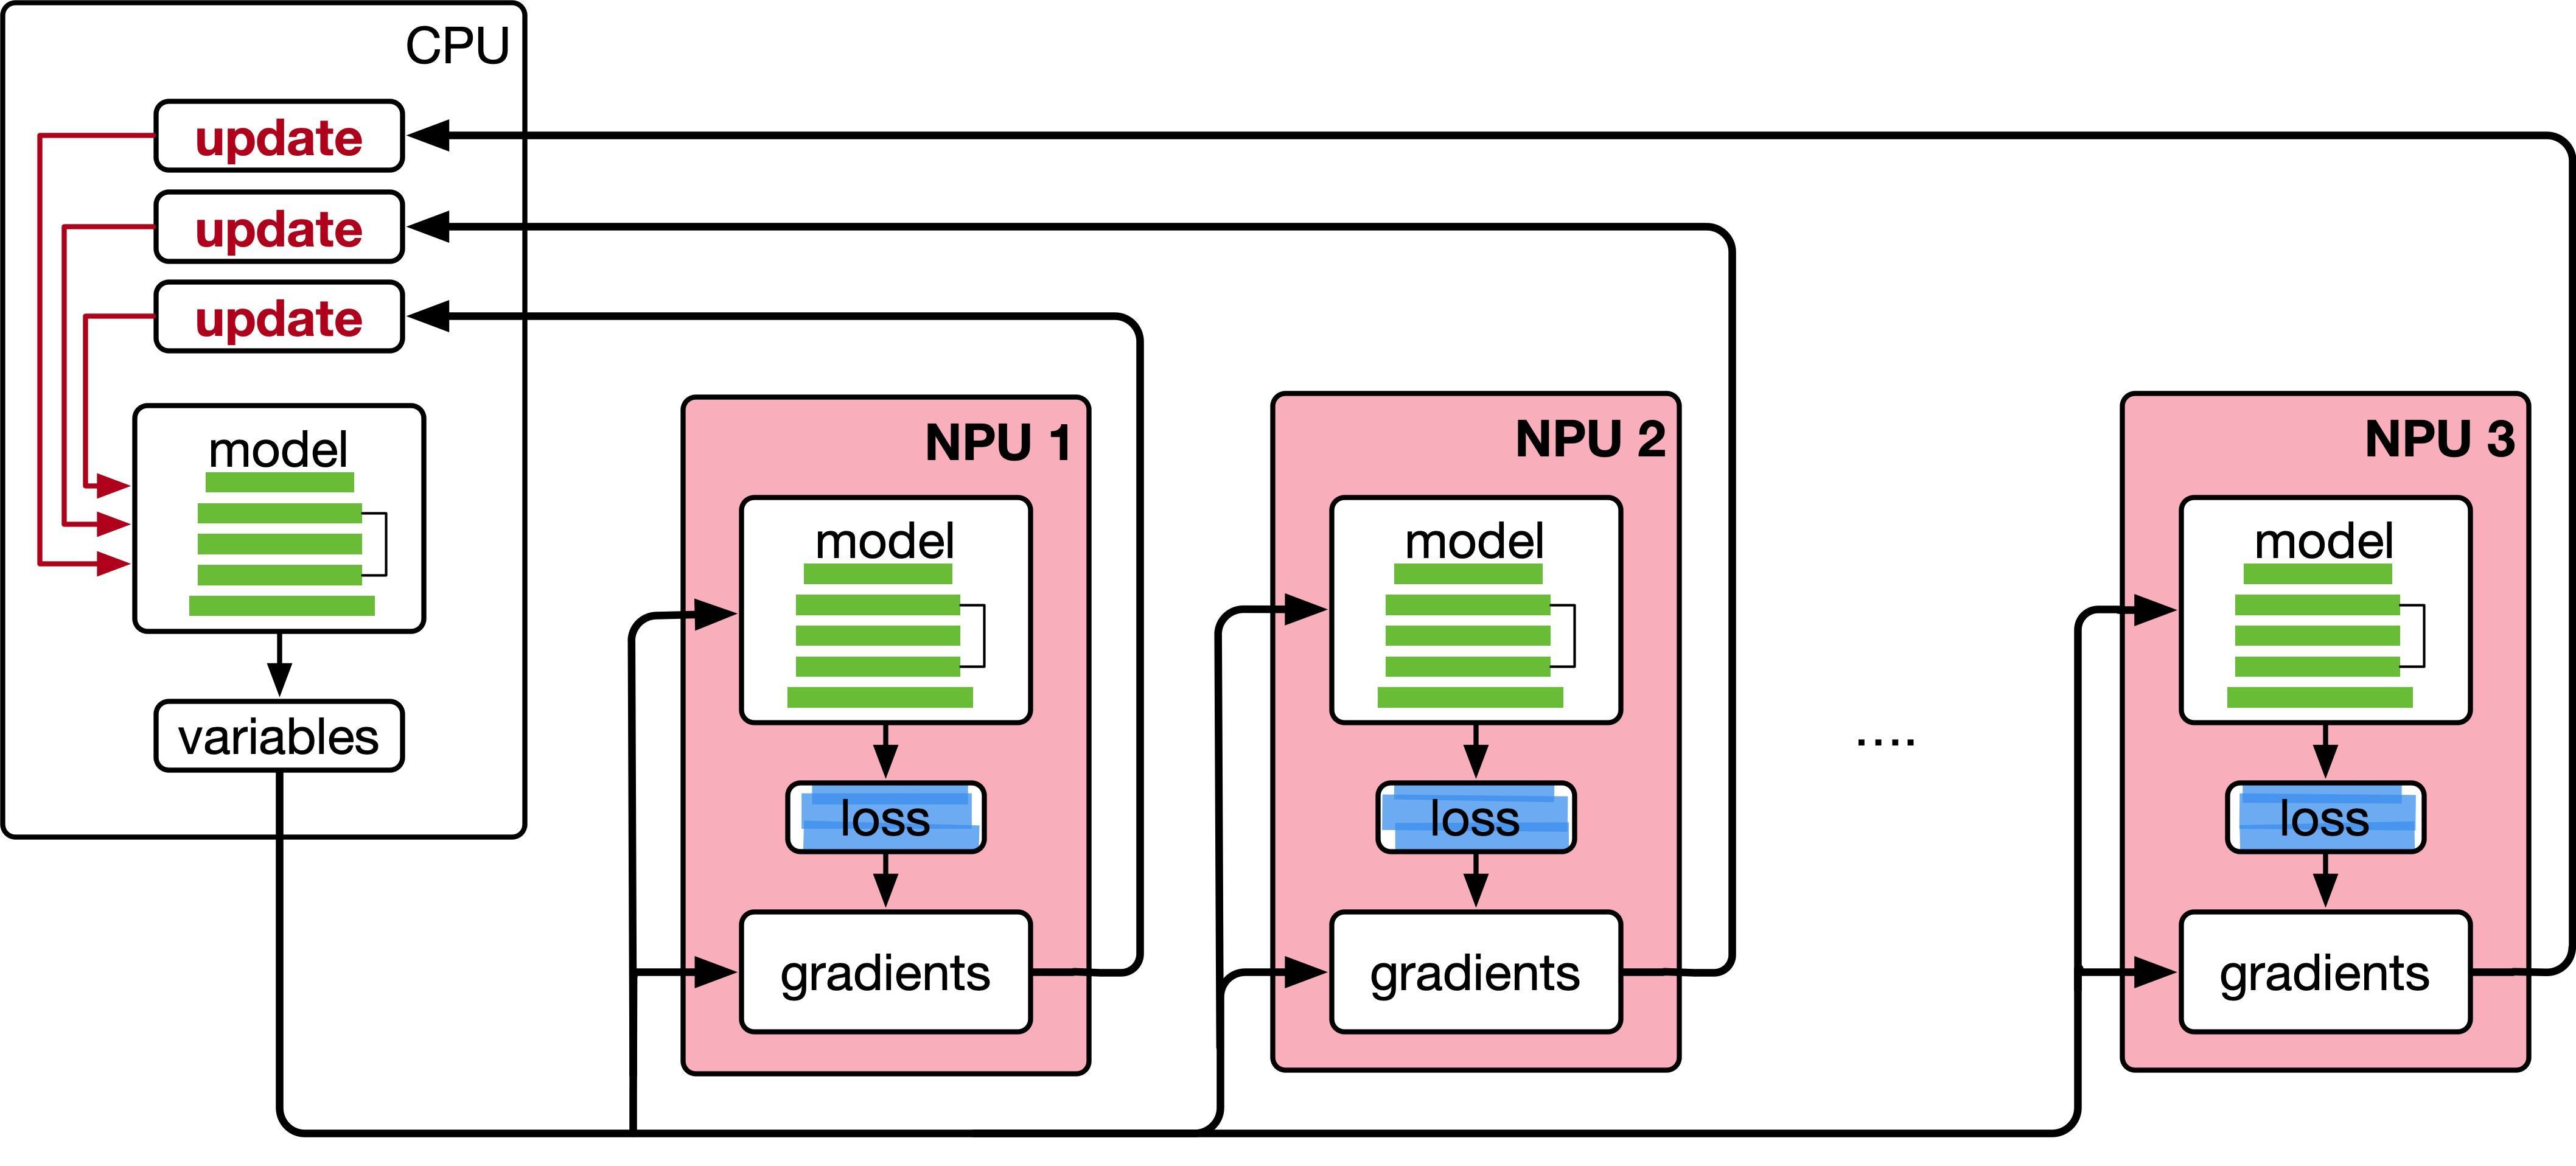 CPU
update
update
update
model
variables
NPU 1
model
loss
gradients
NPU 2
model
loss
gradients
....
NPU 3
model
loss
gradients